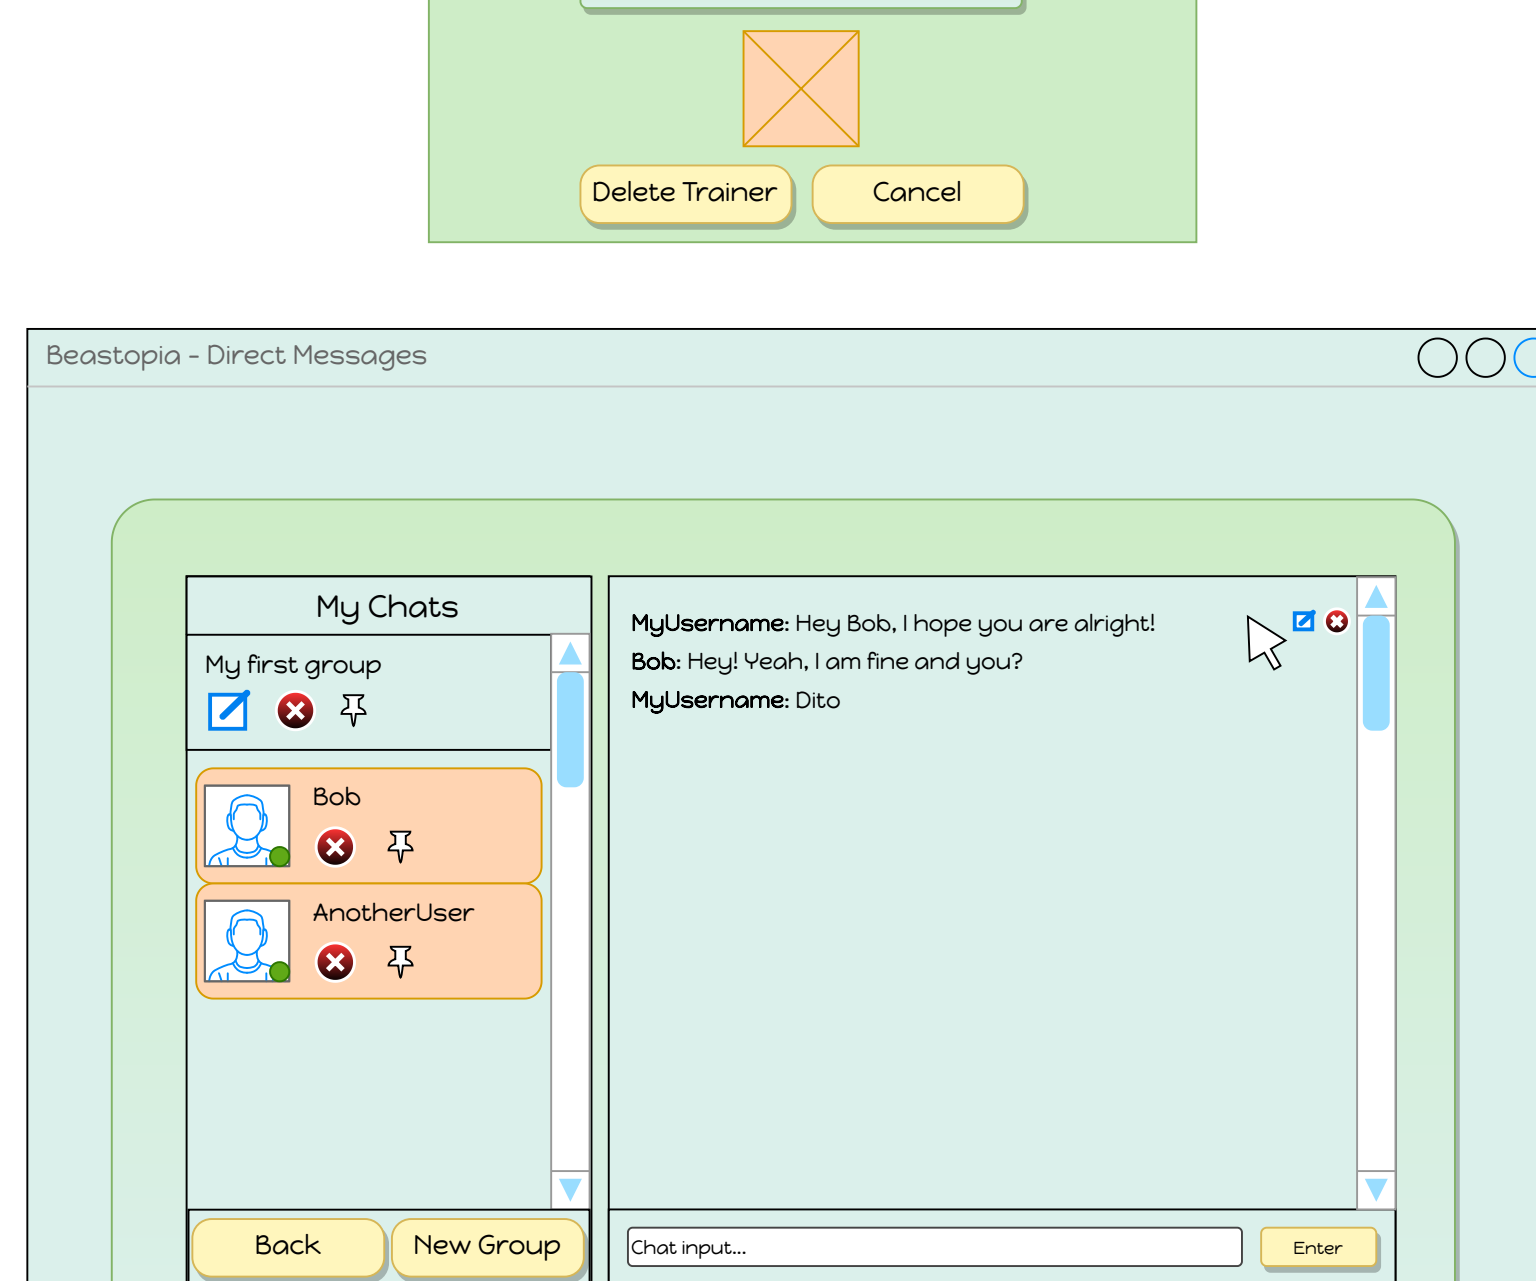 Delete Trainer
Cancel
Beastopia - Direct Messages
My Chats
My first group
Bob
AnotherUser
Back
New Group
MyUsername: Hey Bob, I hope you are alright!
Bob: Hey! Yeah, I am fine and you?
MyUsername: Dito
Chat input...
Enter